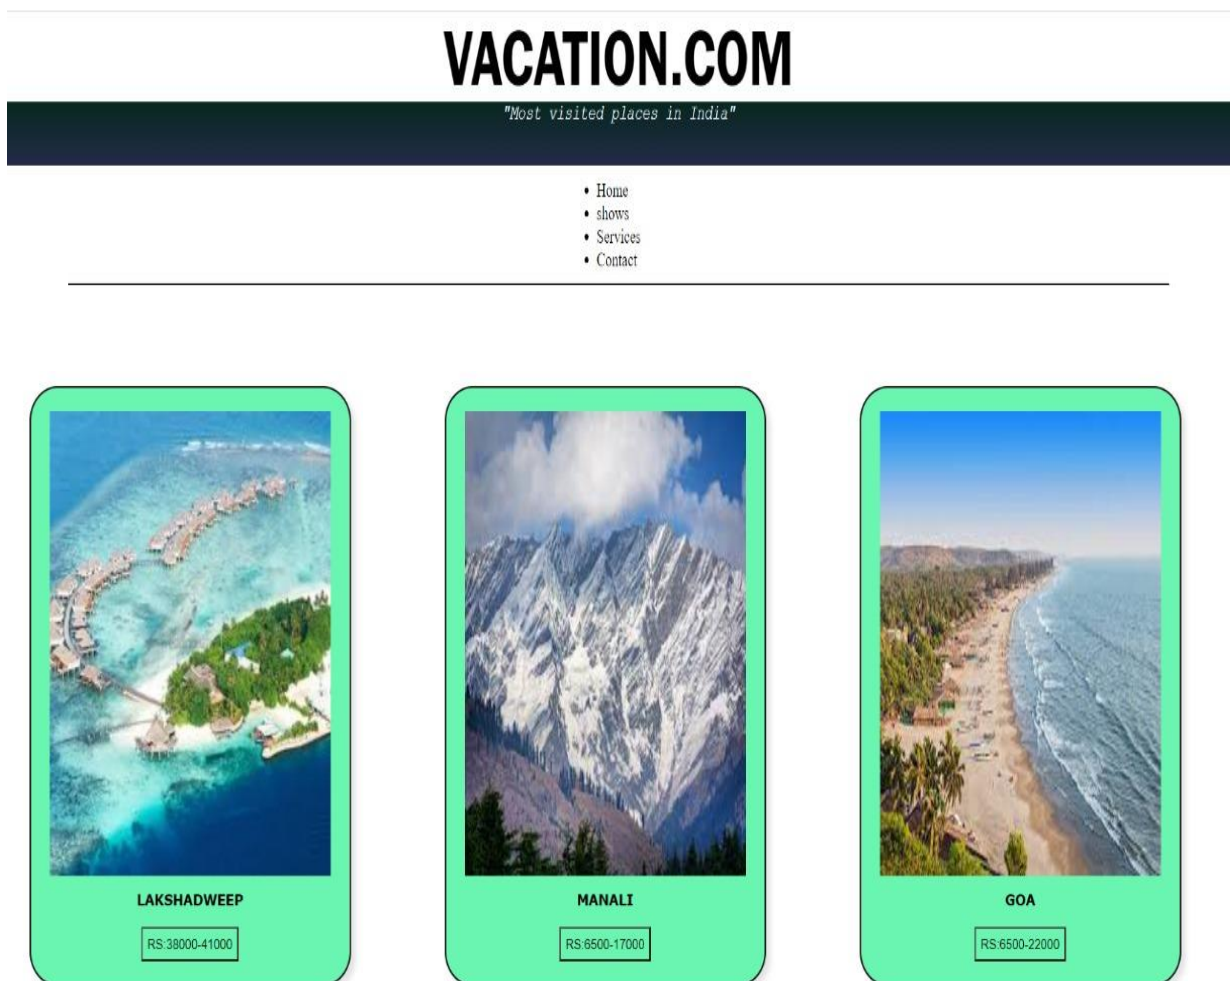 VACATION.COM
"Most visited places in India"
Home
shows
Services
Contact
LAKSHADWEEP
MANALI
GOA
RS:38000-41000
RS:6500-17000
RS:6500-22000